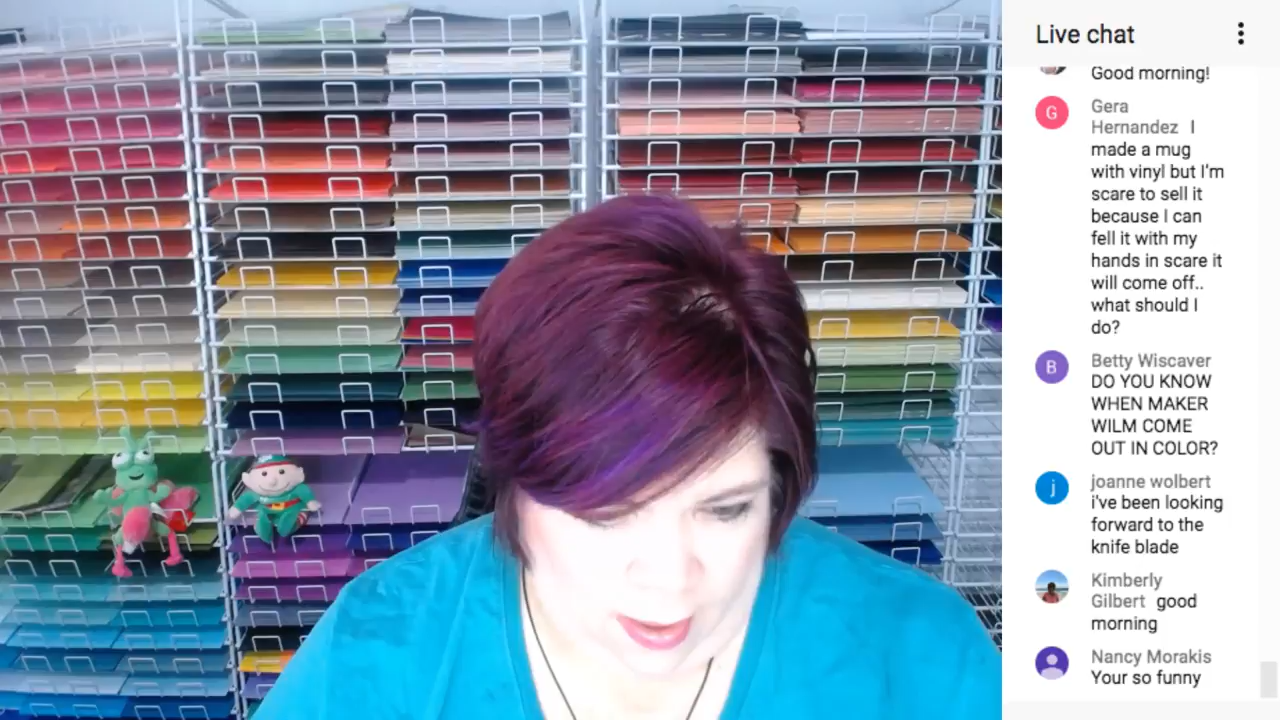 Live chat
Good morning!
G
Gera
Hernandez I
made a mug
with vinyl but I'm
scare to sell it
because I can
fell it with my
hands in scare it
will come off..
what should I
do?
B
Betty Wiscaver
DO YOU KNOW
WHEN MAKER
WILM COME
OUT IN COLOR?
j
joanne wolbert
i've been looking
forward to the
knife blade
Kimberly
Gilbert good
morning
Nancy Morakis
Your so funny